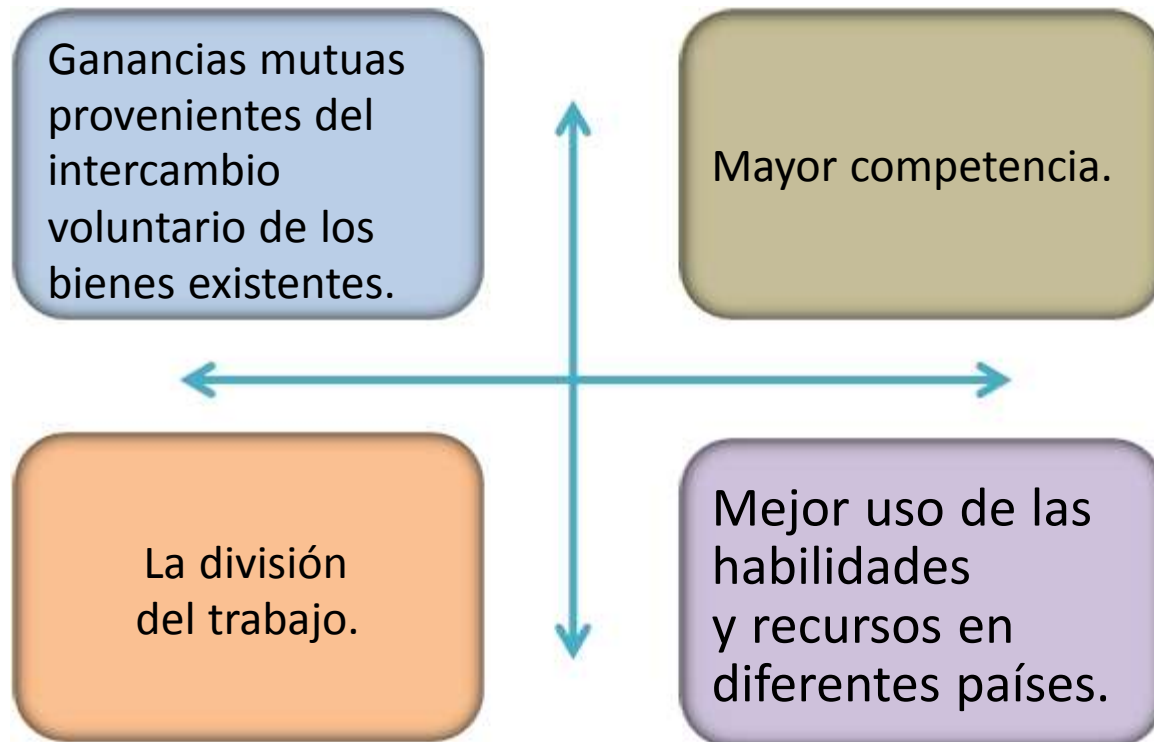 Ganancias mutuas
provenientes del
intercambio
voluntario de los
bienes existentes.
Mayor competencia.
La división
del trabajo.
Mejor uso de las
habilidades
y recursos en
diferentes países.